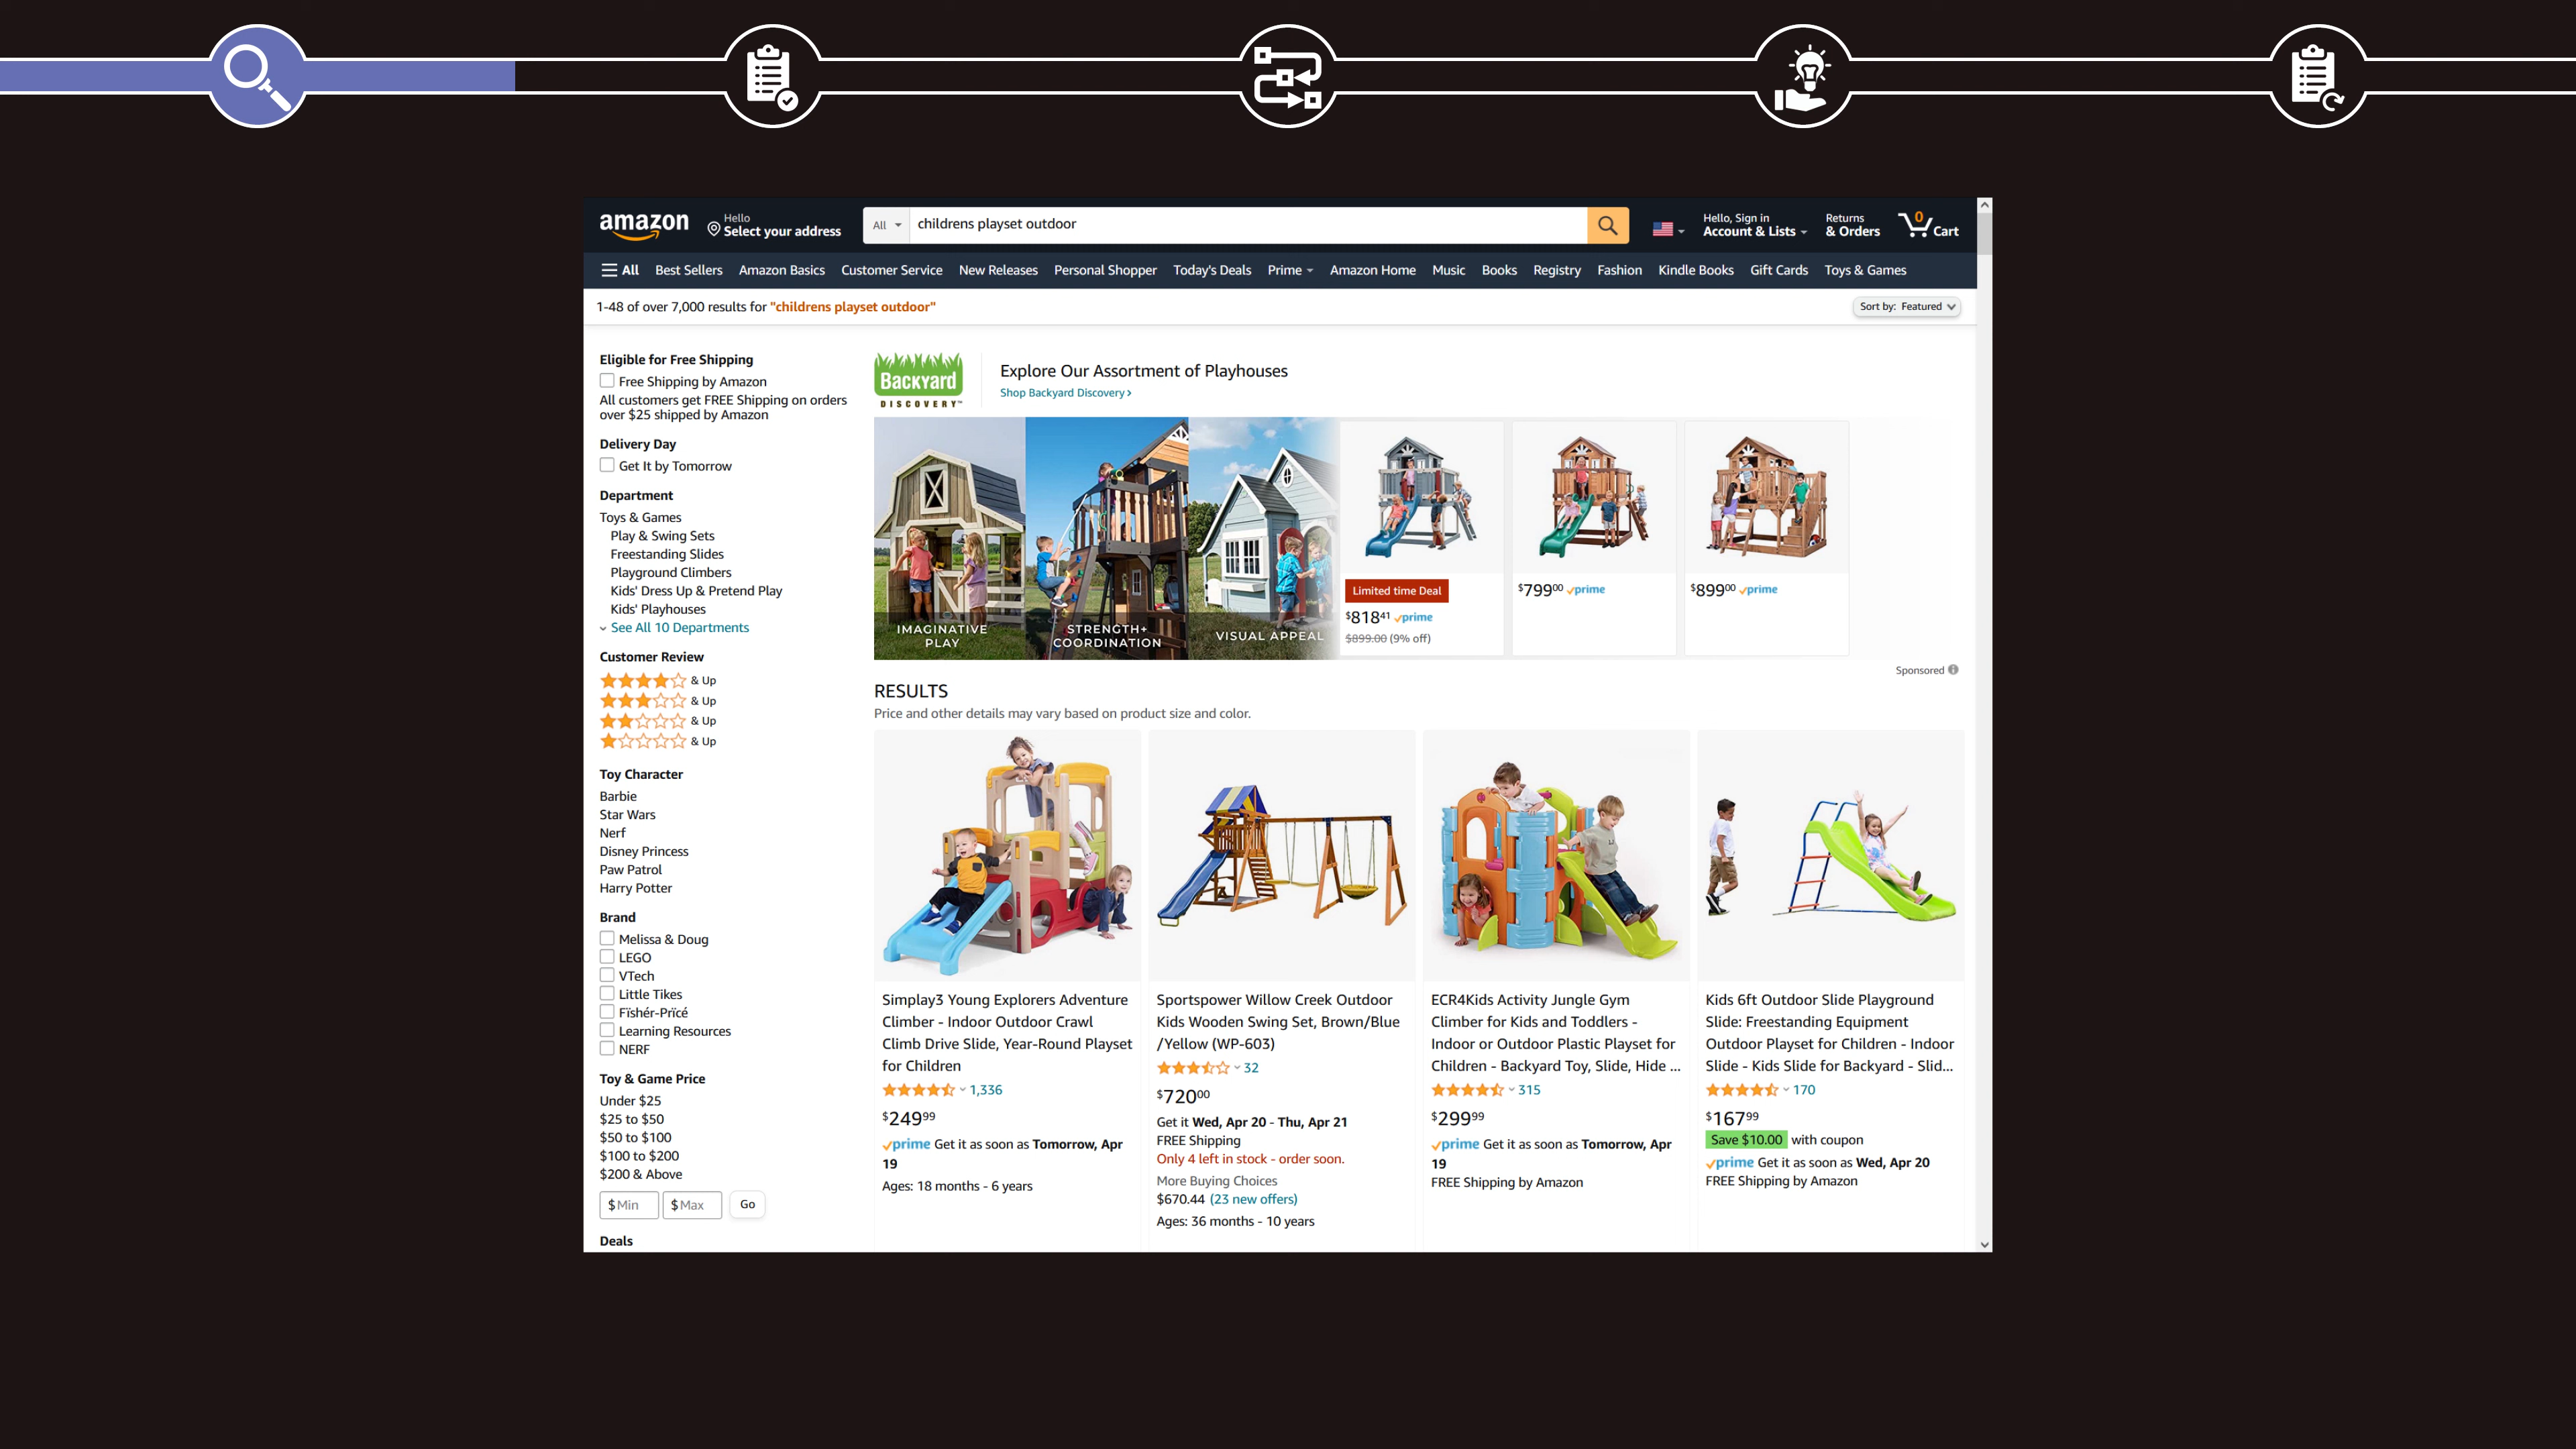 amazon
Hello
Select your address
All
childrens playset outdoor
Hello, Sign in
Account & Lists
Returns
& Orders
0
Cart
All
Best Sellers
Amazon Basics
Customer Service
New Releases
Personal Shopper
Today's Deals
Prime
Amazon Home
Music
Books
Registry
Fashion
Kindle Books
Gift Cards
Toys & Games
1-48 of over 7,000 results for "childrens playset outdoor"
Sort by: Featured
Eligible for Free Shipping
Free Shipping by Amazon
All customers get FREE Shipping on orders
over $25 shipped by Amazon
Delivery Day
Get It by Tomorrow
Department
Toys & Games
Play & Swing Sets
Freestanding Slides
Playground Climbers
Kids' Dress Up & Pretend Play
Kids' Playhouses
See All 10 Departments
Customer Review
& Up
& Up
& Up
& Up
Toy Character
Barbie
Star Wars
Nerf
Disney Princess
Paw Patrol
Harry Potter
Brand
Melissa & Doug
LEGO
VTech
Little Tikes
Fïshér-Prïcé
Learning Resources
NERF
Toy & Game Price
Under $25
$25 to $50
$50 to $100
$100 to $200
$200 & Above
$ Min
$ Max
Go
Deals
Backyard
DISCOVERY™
Explore Our Assortment of Playhouses
Shop Backyard Discovery ›
IMAGINATIVE
PLAY
STRENGTH+
COORDINATION
VISUAL APPEAL
Limited time Deal
$81841 prime
$899.00 (9% off)
$79900 prime
$89900 prime
Sponsored
RESULTS
Price and other details may vary based on product size and color.
Simplay3 Young Explorers Adventure
Climber - Indoor Outdoor Crawl
Climb Drive Slide, Year-Round Playset
for Children
1,336
$24999
prime Get it as soon as Tomorrow, Apr
19
Ages: 18 months - 6 years
Sportspower Willow Creek Outdoor
Kids Wooden Swing Set, Brown/Blue
/Yellow (WP-603)
32
$72000
Get it Wed, Apr 20 - Thu, Apr 21
FREE Shipping
Only 4 left in stock - order soon.
More Buying Choices
$670.44 (23 new offers)
Ages: 36 months - 10 years
ECR4Kids Activity Jungle Gym
Climber for Kids and Toddlers -
Indoor or Outdoor Plastic Playset for
Children - Backyard Toy, Slide, Hide ...
315
$29999
prime Get it as soon as Tomorrow, Apr
19
FREE Shipping by Amazon
Kids 6ft Outdoor Slide Playground
Slide: Freestanding Equipment
Outdoor Playset for Children - Indoor
Slide - Kids Slide for Backyard - Slid...
170
$16799
Save $10.00 with coupon
prime Get it as soon as Wed, Apr 20
FREE Shipping by Amazon